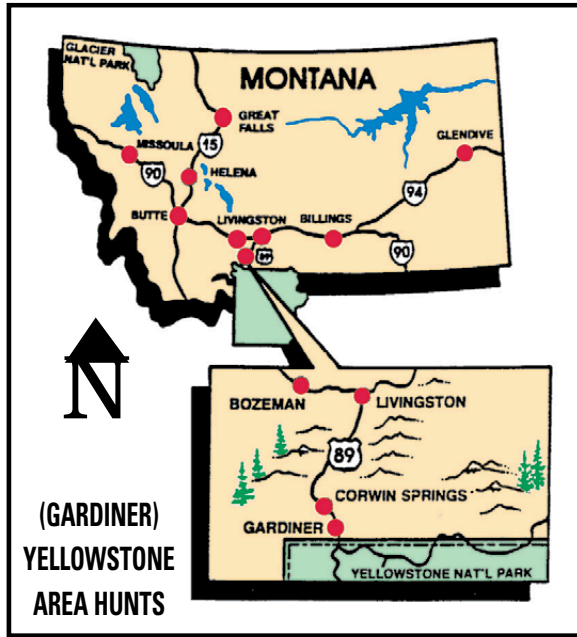 GLACIER
NAT'L PARK
MONTANA
GREAT
FALLS
MISSOULA
15
GLENDIVE
90
HELENA
94
BUTTE
LIVINGSTON
BILLINGS
89
90
N
BOZEMAN
LIVINGSTON
89
CORWIN SPRINGS
GARDINER
YELLOWSTONE NAT'L PARK
(GARDINER)
YELLOWSTONE
AREA HUNTS